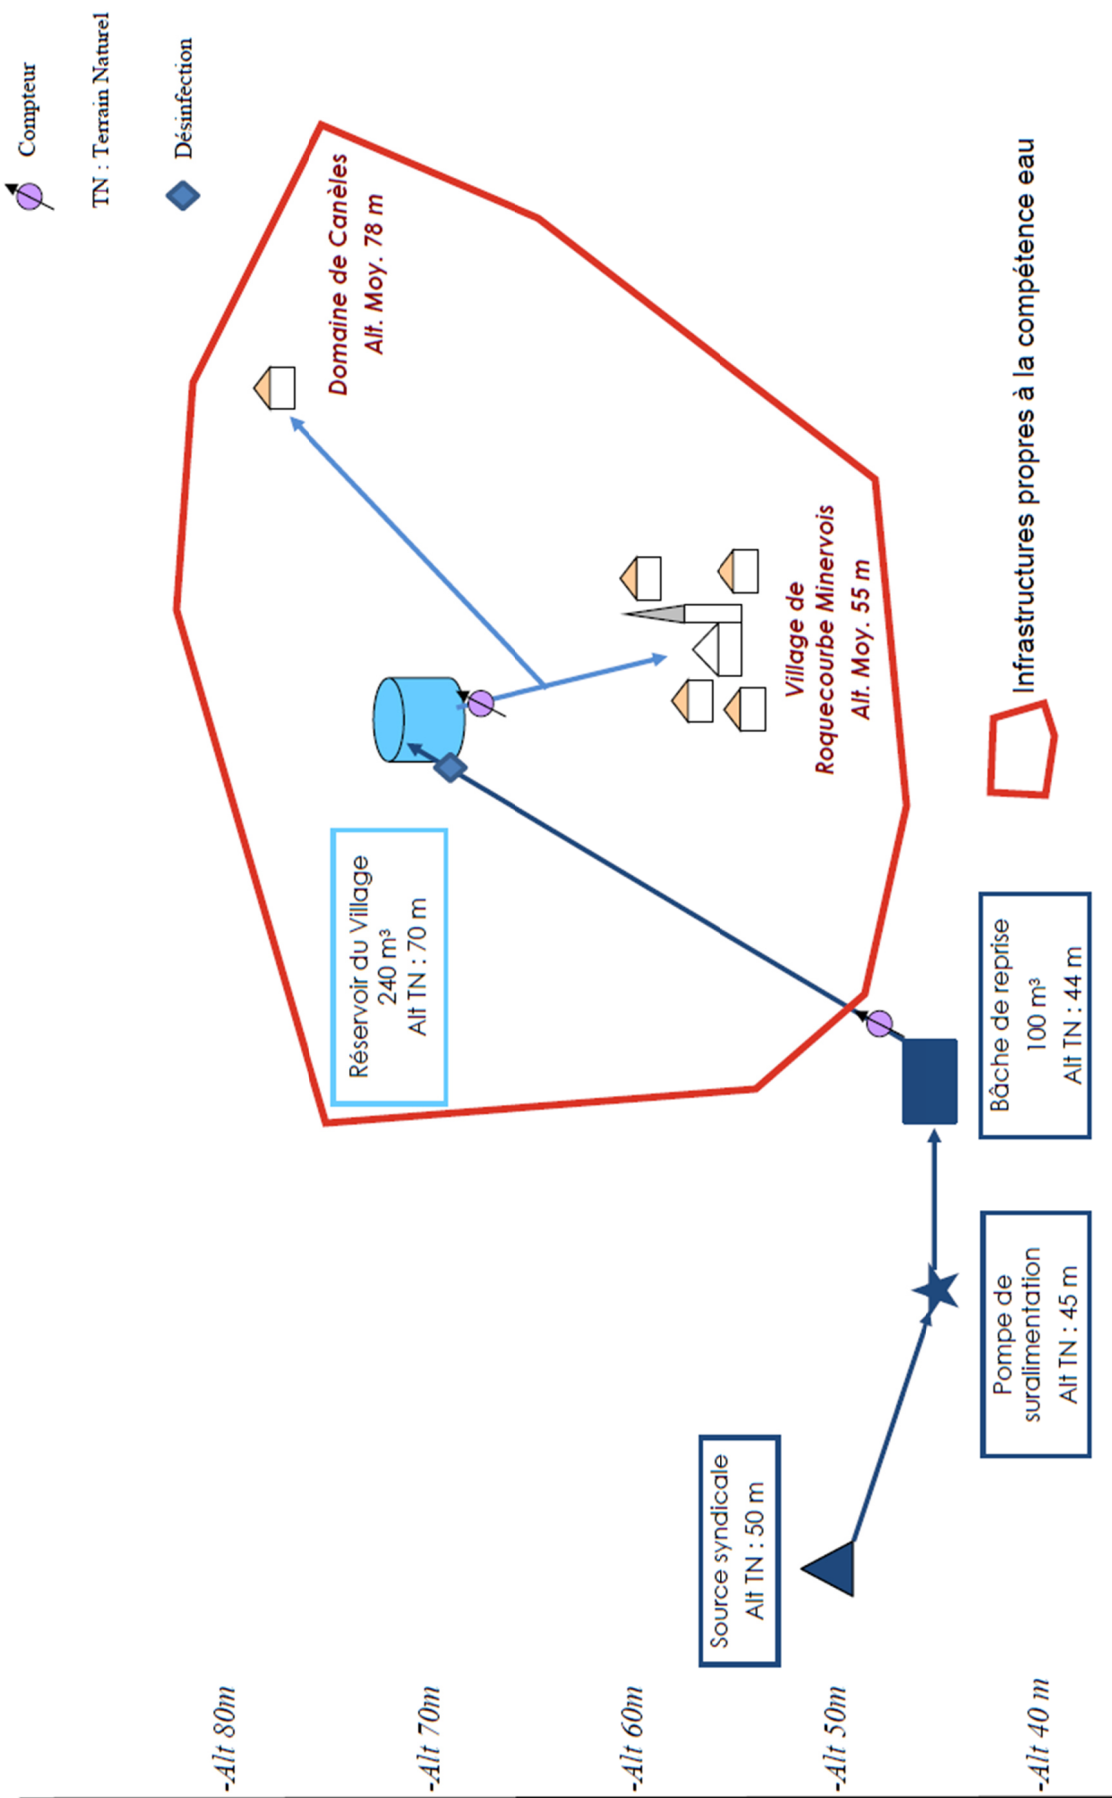 Compteur
TN : Terrain Naturel
Désinfection
-Alt 80m
-Alt 70m
-Alt 60m
-Alt 50m
-Alt 40 m
Domaine de Canèles
Alt. Moy. 78 m
Réservoir du Village
240 m³
Alt TN : 70 m
Village de
Roquecourbe Minervois
Alt. Moy. 55 m
Source syndicale
Alt TN : 50 m
Pompe de
suralimentation
Alt TN : 45 m
Bâche de reprise
100 m³
Alt TN : 44 m
Infrastructures propres à la compétence eau